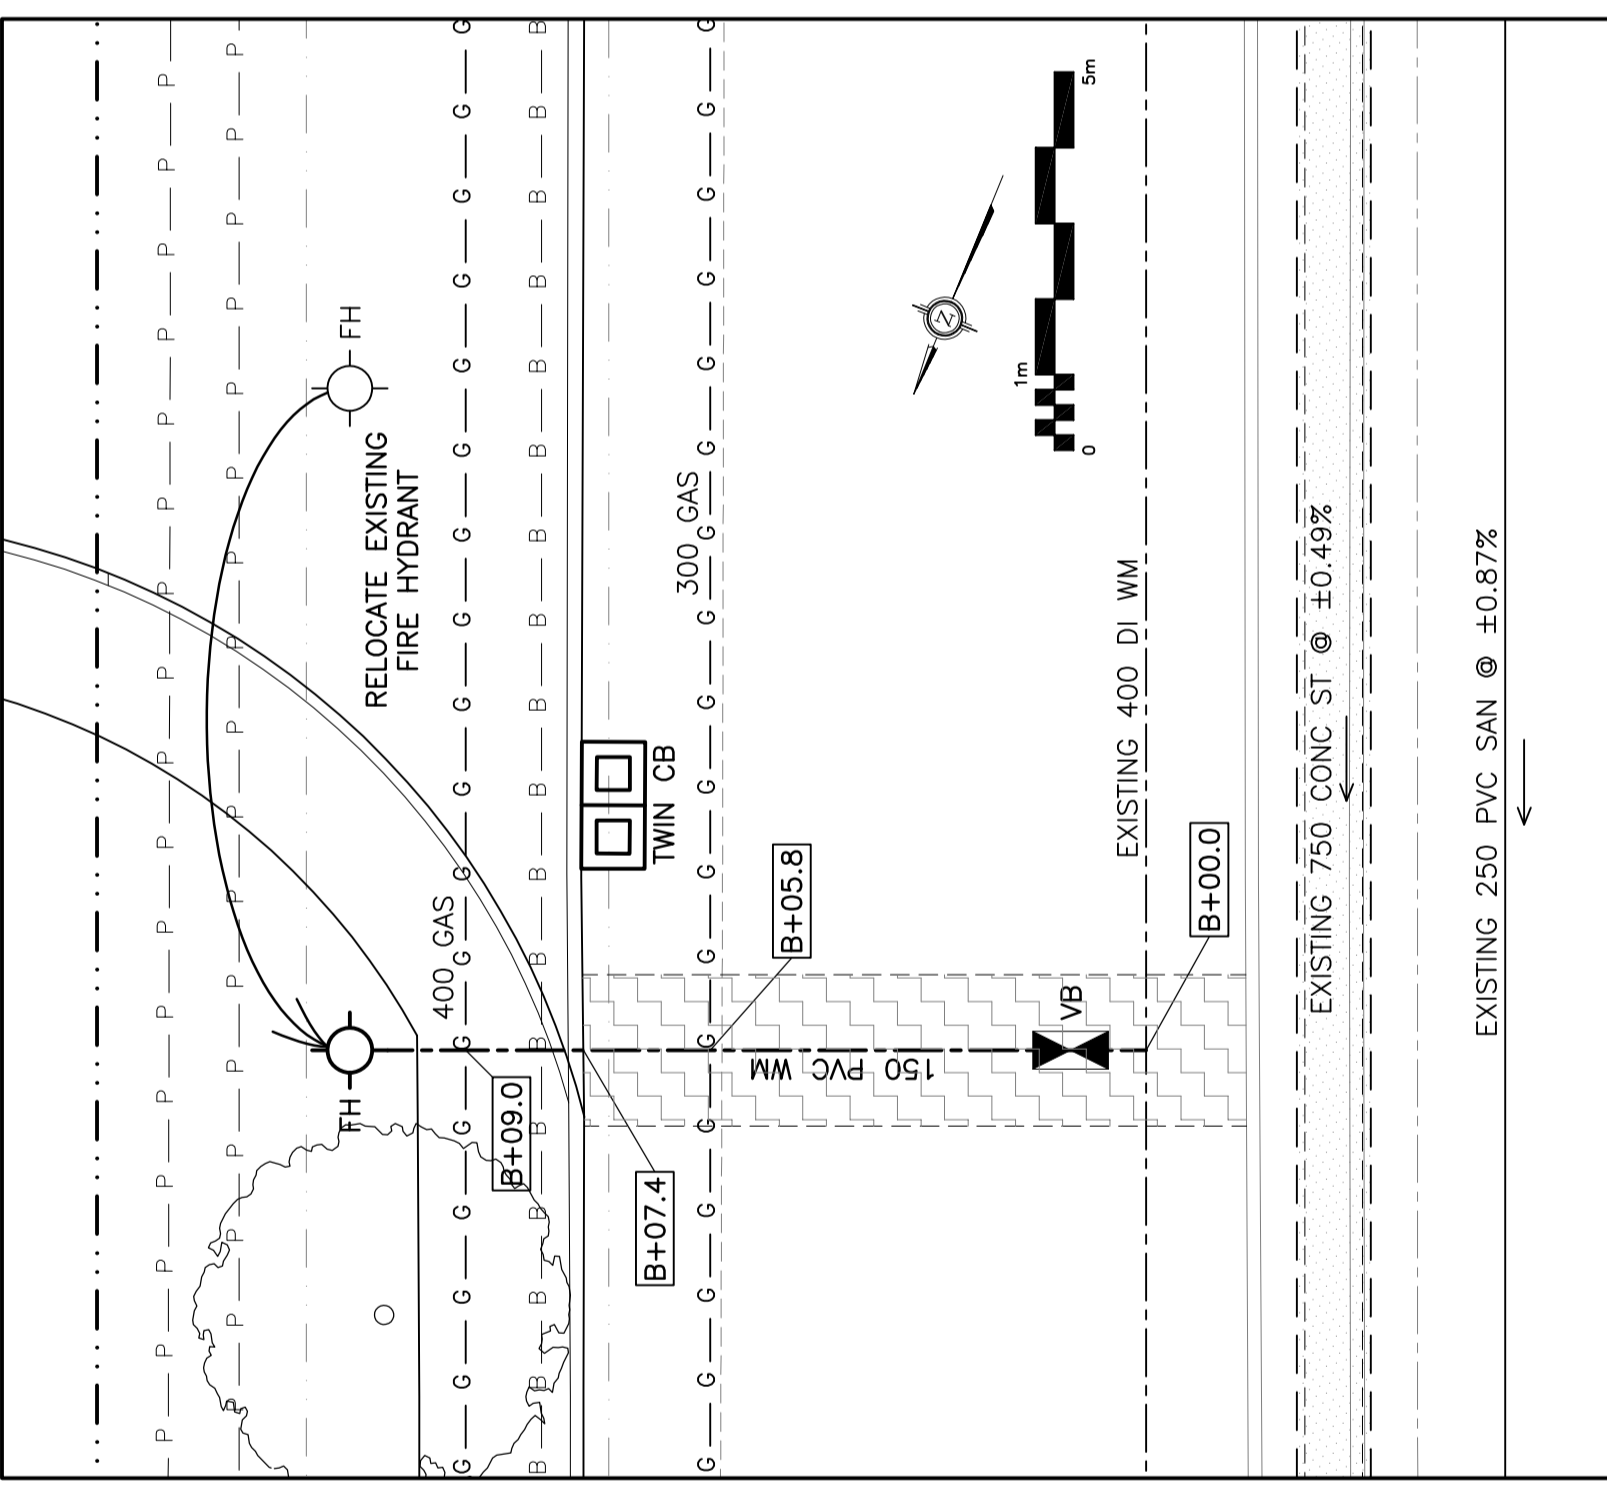 FH
RELOCATE EXISTING
FIRE HYDRANT
400 GAS
300 GAS
TWIN CB
FH
B+09.0
B+07.4
B+05.8
B+00.0
150 PVC WM
VB
EXISTING 400 DI WM
EXISTING 750 CONC ST @ ±0.49%
EXISTING 250 PVC SAN @ ±0.87%
N
0
1m
5m
P P P P P P P P P P P P P P P P P
P P P P P P P P P P P P P P P P P
G G G G G G G G G G G G G G G G G G
B B B B B B B B B B B B B B B B B B
G G G G G G G G G G G G G G G G G G